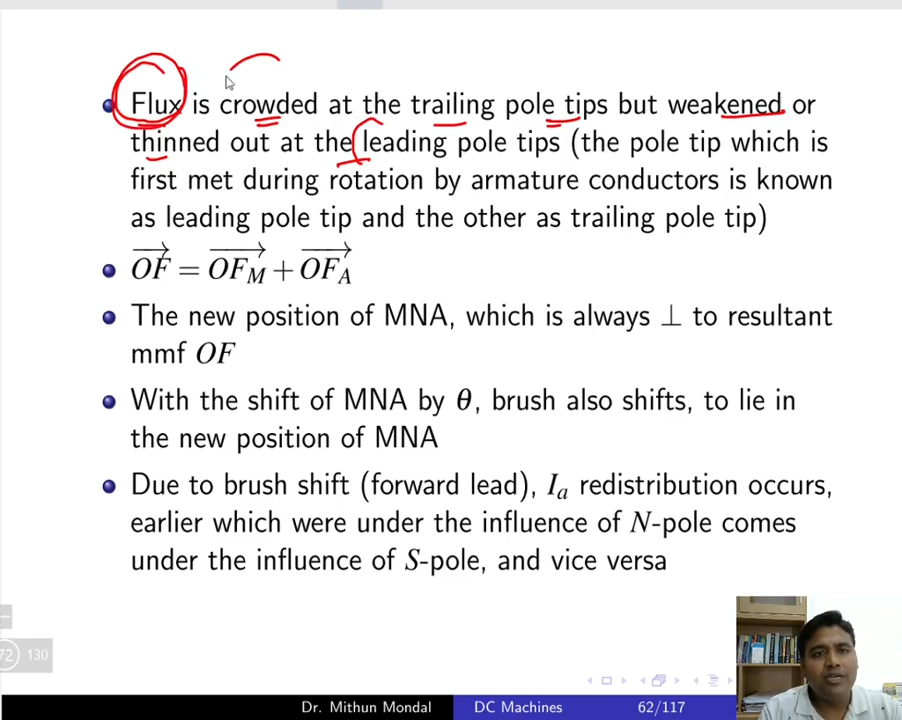 Flux is crowded at the trailing pole tips but weakened or
thinned out at the leading pole tips (the pole tip which is
first met during rotation by armature conductors is known
as leading pole tip and the other as trailing pole tip)
$\overrightarrow{OF} = \overrightarrow{OF_M} + \overrightarrow{OF_A}$
The new position of MNA, which is always ⊥ to resultant
mmf OF
With the shift of MNA by θ, brush also shifts, to lie in
the new position of MNA
Due to brush shift (forward lead), $I_a$ redistribution occurs,
earlier which were under the influence of N-pole comes
under the influence of S-pole, and vice versa
72 130
Dr. Mithun Mondal DC Machines 62/117